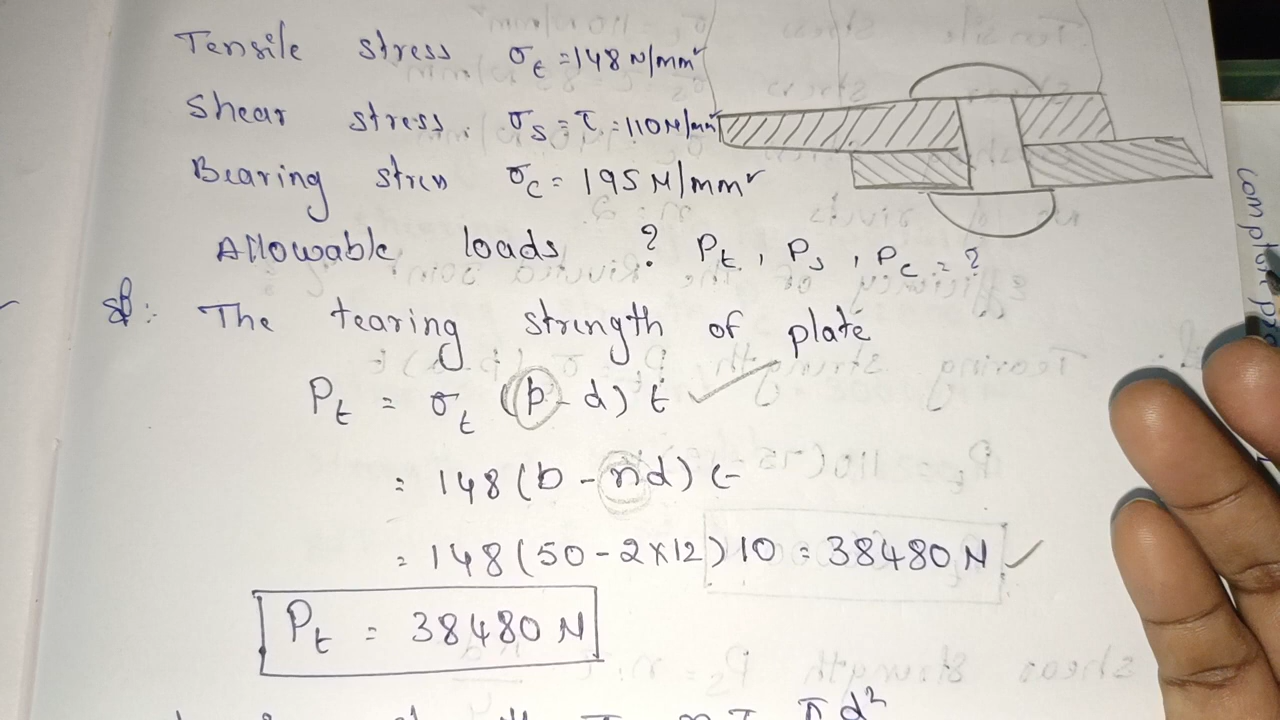 Tensile stress σt = 148 N/mm²
Shear stress. σs = τ = 110 N/mm²
Bearing stress σc = 195 N/mm²
Allowable loads ? Pt, Ps, Pc = ?
Sol: The tearing strength of plate
Pt = σt (p - d) t
= 148 (b - nd) t
= 148 (50 - 2×12) 10 = 38480 N
Pt = 38480 N
π d²